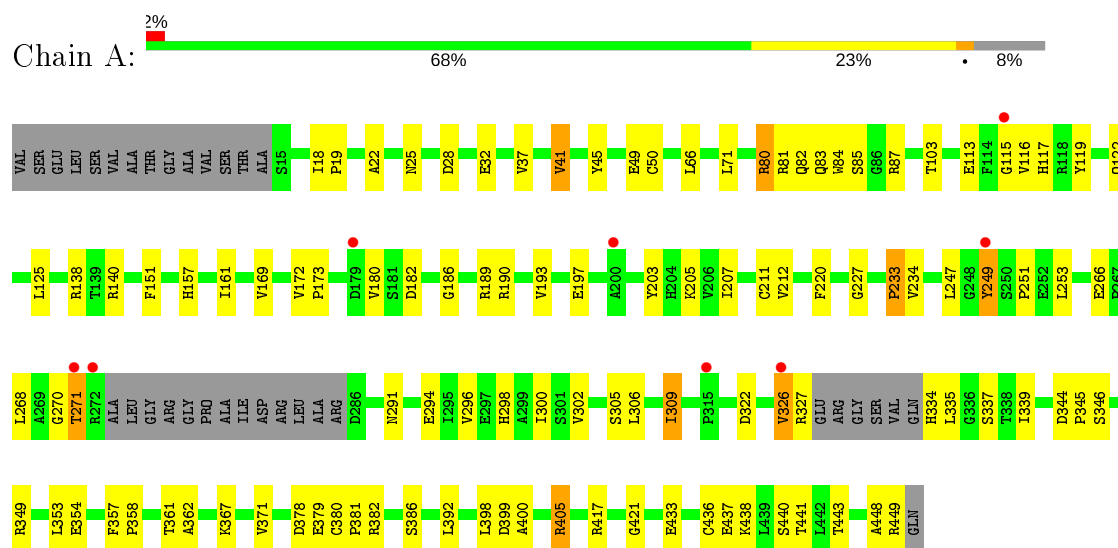 2%
Chain A:
68% 23% • 8%
VAL SER GLU LEU SER VAL ALA THR GLY ALA VAL SER THR ALA S15 I18 P19 A22 N25 D28 E32 V37 V41 Y45 E49 C50 L66 L71 R80 R81 Q82 Q83 W84 S85 G86 R87 T103 E113 F114 G115 V116 H117 R118 Y119 Q122
L125 R138 T139 R140 F151 H157 I161 V169 V172 P173 D179 V180 S181 D182 G186 R189 R190 V193 E197 A200 Y203 H204 K205 V206 I207 C211 V212 F220 G227 P233 V234 L247 G248 Y249 S250 P251 E252 L253 E266 P267
L268 A269 G270 T271 R272 ALA LEU GLY ARG GLY PRO ALA ILE ASP ARG LEU ALA ARG D286 N291 E294 I295 V296 E297 H298 A299 I300 S301 V302 S305 L306 I309 P315 D322 V326 R327 GLU ARG GLY SER VAL GLN H334 L335 G336 S337 T338 I339 D344 P345 S346
R349 L353 E354 F357 P358 T361 A362 K367 V371 D378 E379 C380 P381 R382 S386 L392 L398 D399 A400 R405 R417 G421 E433 C436 E437 K438 L439 S440 T441 L442 T443 A448 R449 GLN